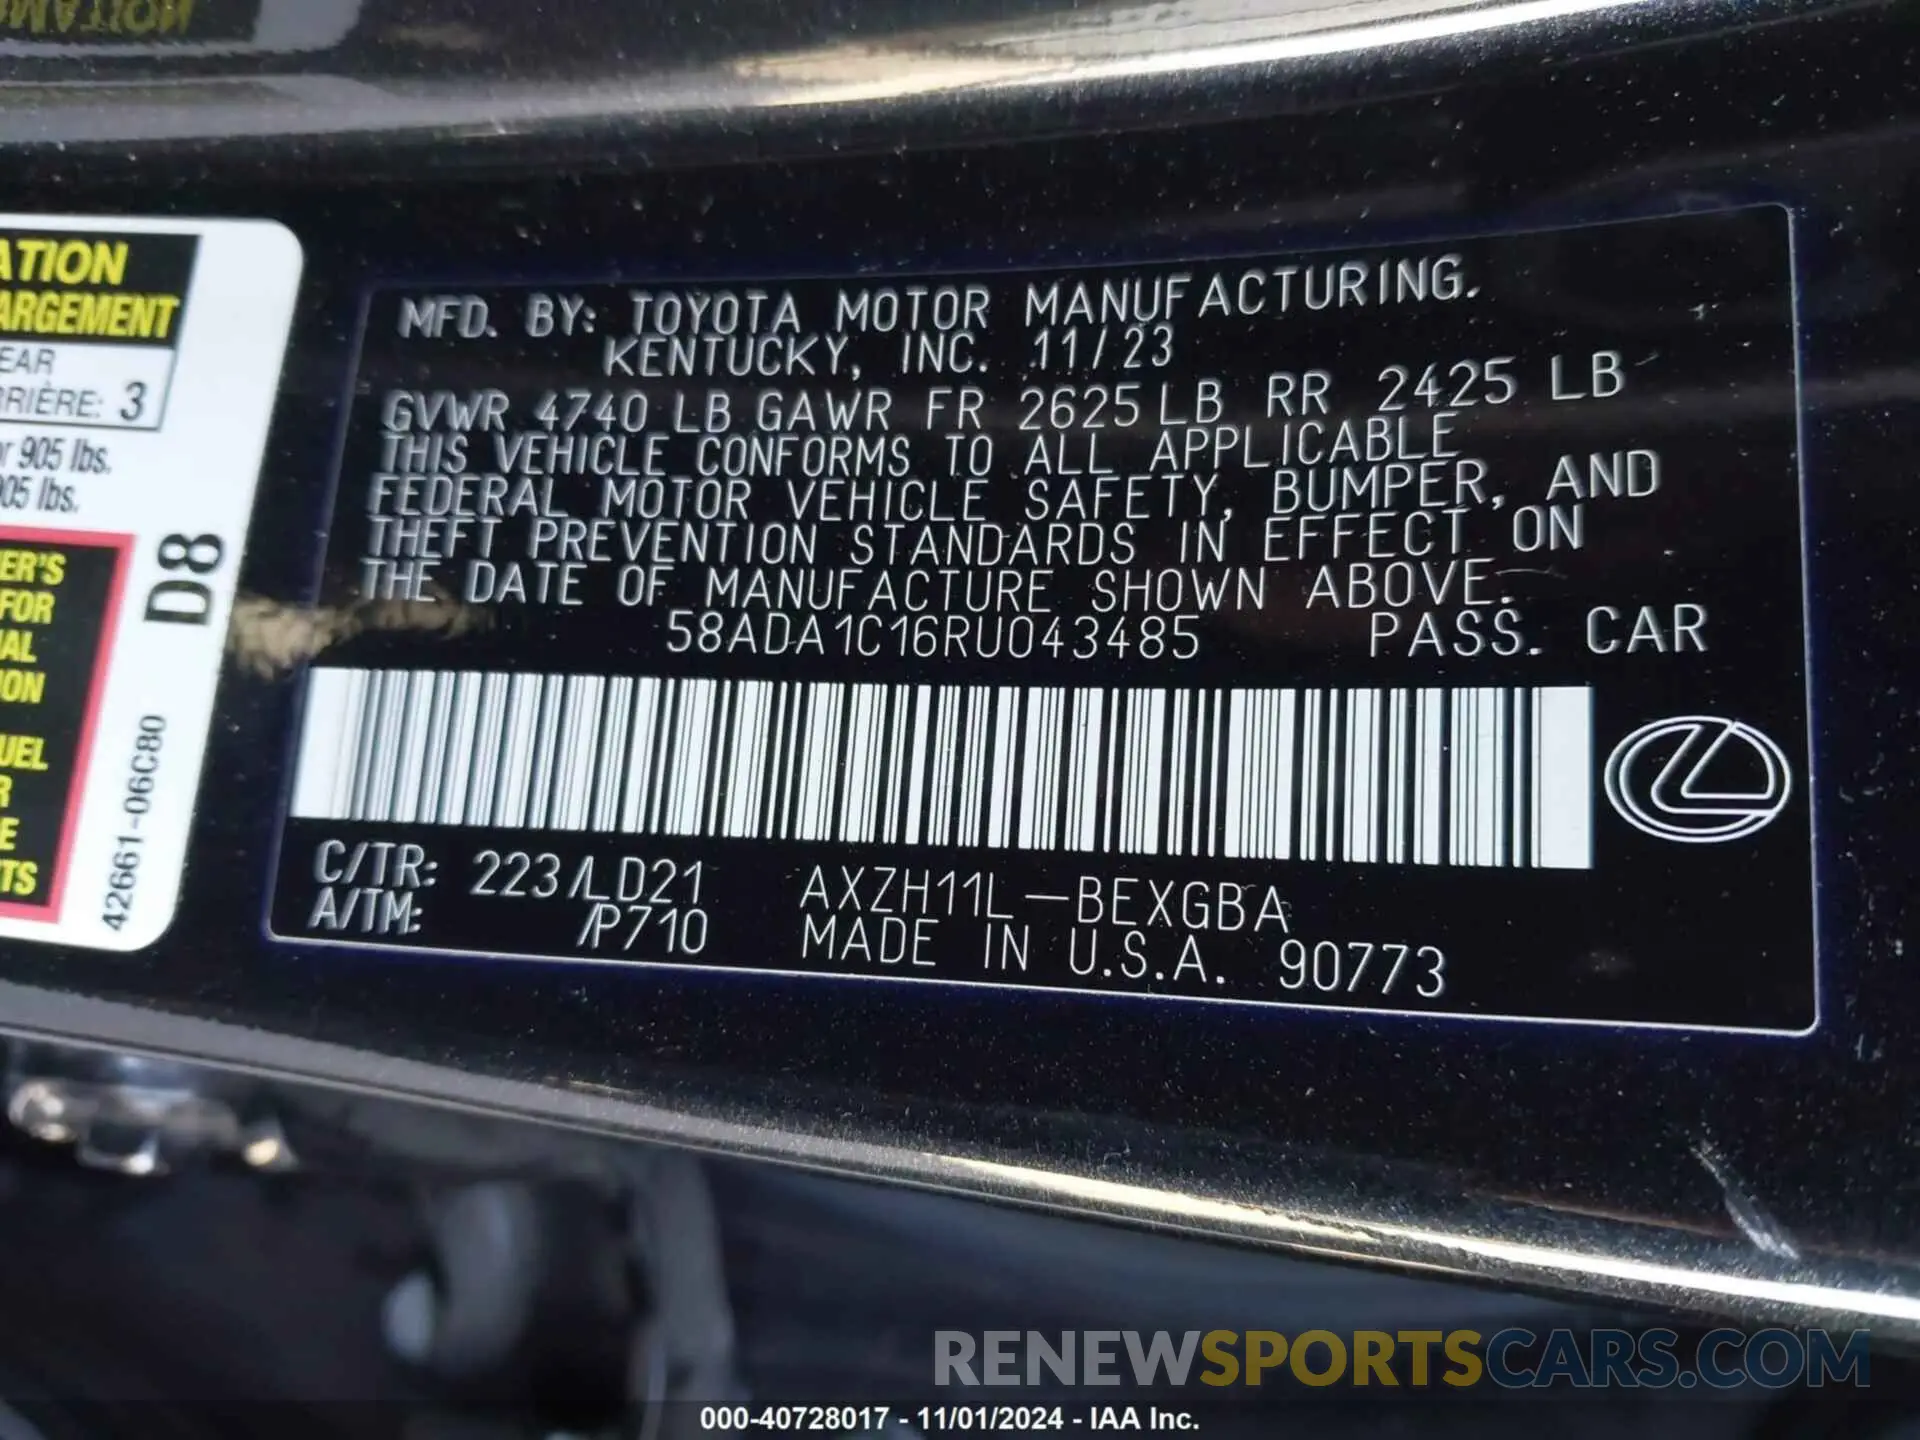 ATION
ARGEMENT
EAR
RIÈRE: 3
r 905 lbs.
905 lbs.
ER'S
FOR
ON
UEL
R
E
TS
D8
42661-06C80
MFD. BY: TOYOTA MOTOR MANUFACTURING.
KENTUCKY, INC. 11/23
GVWR 4740 LB GAWR FR 2625 LB RR 2425 LB
THIS VEHICLE CONFORMS TO ALL APPLICABLE
FEDERAL MOTOR VEHICLE SAFETY, BUMPER, AND
THEFT PREVENTION STANDARDS IN EFFECT ON
THE DATE OF MANUFACTURE SHOWN ABOVE.
58ADA1C16RU043485 PASS. CAR
C/TR: 223/LD21 AXZH11L-BEXGBA
A/TM: /P710 MADE IN U.S.A. 90773
RENEWSPORTSCARS.COM
000-40728017 - 11/01/2024 - IAA Inc.